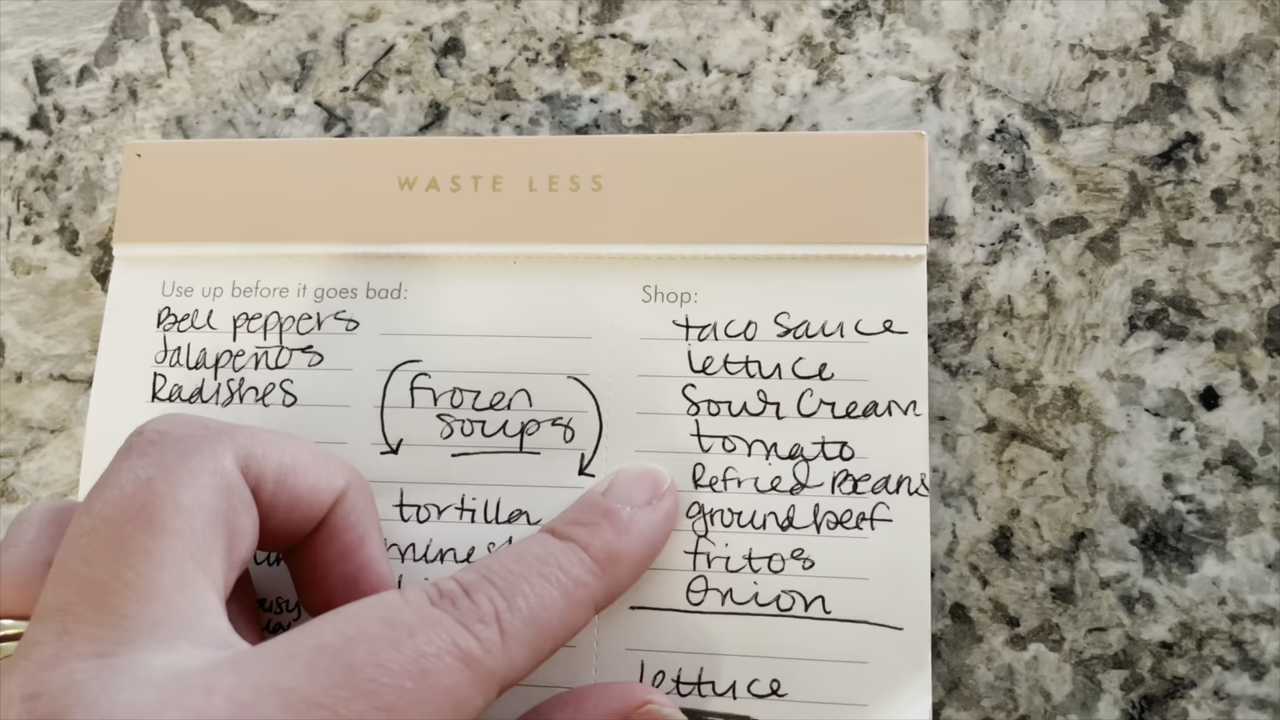 WASTE LESS
Use up before it goes bad:
Bell peppers
Jalapeños
Radishes
frozen
soups
tortilla
Shop:
taco sauce
lettuce
Sour Cream
tomato
Refried Beans
ground beef
fritos
Onion
lettuce